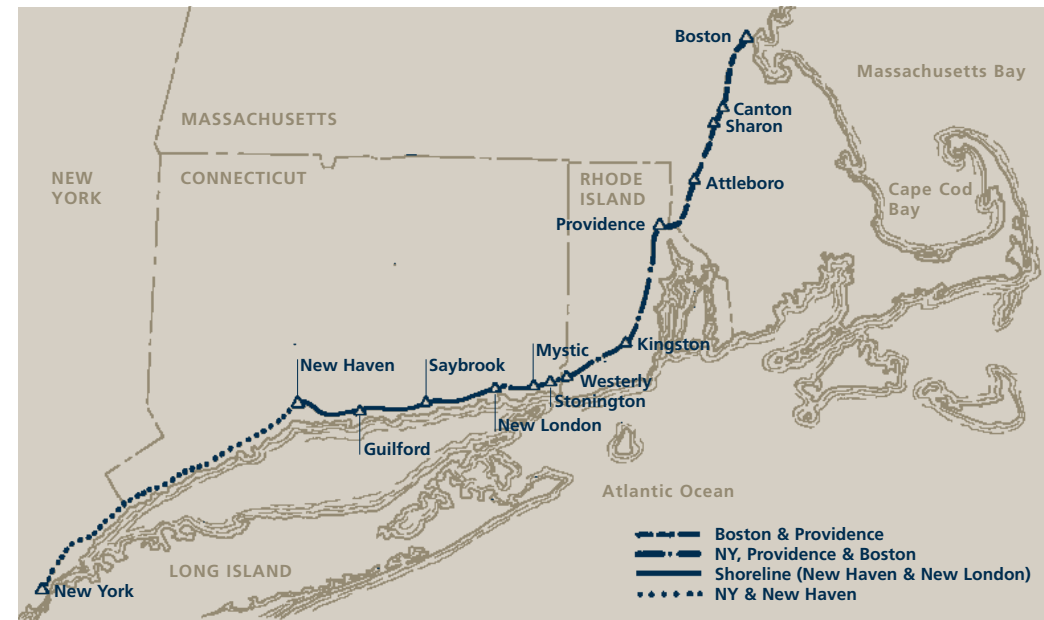 Boston
Massachusetts Bay
Canton
Sharon
MASSACHUSETTS
NEW
YORK
CONNECTICUT
RHODE
ISLAND
Attleboro
Cape Cod
Bay
Providence
Kingston
Mystic
New Haven
Saybrook
Westerly
Stonington
New London
Guilford
Atlantic Ocean
Boston & Providence
NY, Providence & Boston
Shoreline (New Haven & New London)
NY & New Haven
LONG ISLAND
New York